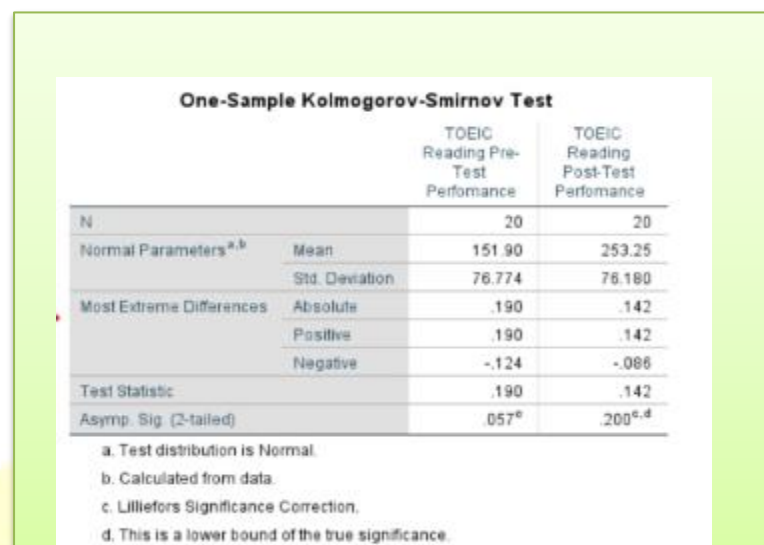 One-Sample Kolmogorov-Smirnov Test
TOEIC Reading Pre-Test Perfomance TOEIC Reading Post-Test Perfomance
N 20 20
Normal Parameters a,b Mean 151.90 253.25
Std. Deviation 76.774 76.180
Most Extreme Differences Absolute .190 .142
Positive .190 .142
Negative -.124 -.086
Test Statistic .190 .142
Asymp. Sig. (2-tailed) .057c .200c,d
a. Test distribution is Normal.
b. Calculated from data.
c. Lilliefors Significance Correction.
d. This is a lower bound of the true significance.